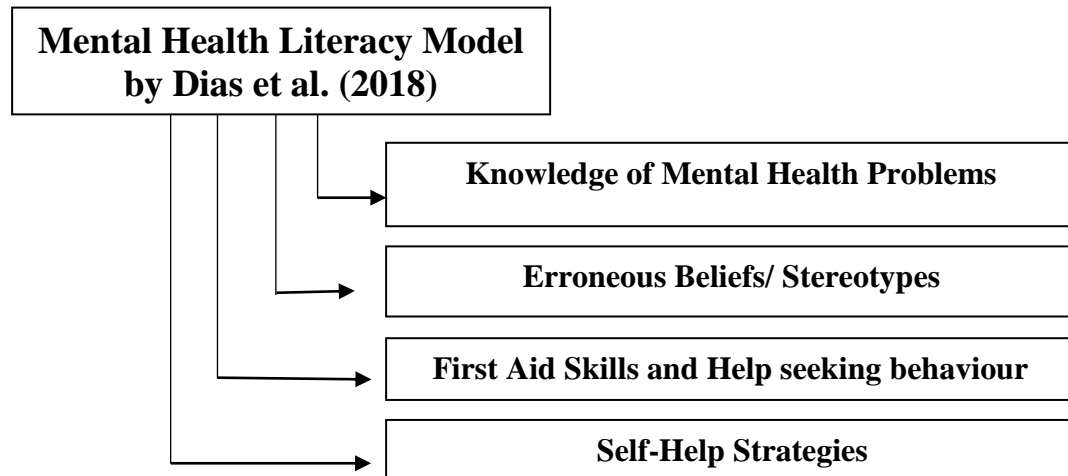 Mental Health Literacy Model
by Dias et al. (2018)
Knowledge of Mental Health Problems
Erroneous Beliefs/ Stereotypes
First Aid Skills and Help seeking behaviour
Self-Help Strategies